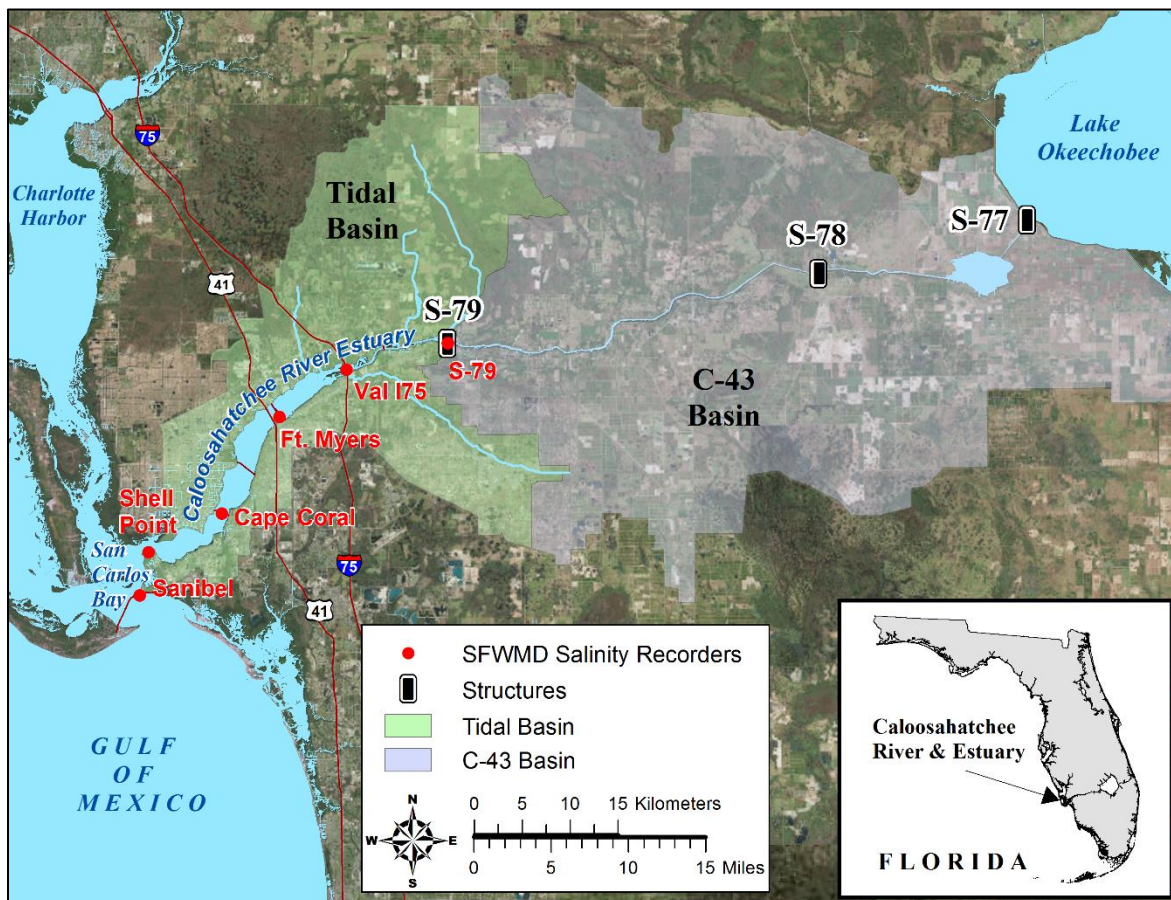 75
Lake
Okeechobee
Charlotte
Harbor
Tidal
Basin
S-77
S-78
41
S-79
S-79
Caloosahatchee River Estuary
Val I75
C-43
Basin
Ft. Myers
Shell
Point
Cape Coral
San
Carlos
Bay
Sanibel
75
41
GULF
OF
MEXICO
SFWMD Salinity Recorders
Structures
Tidal Basin
C-43 Basin
N
W E
S
0 5 10 15 Kilometers
0 5 10 15 Miles
Caloosahatchee
River & Estuary
FLORIDA